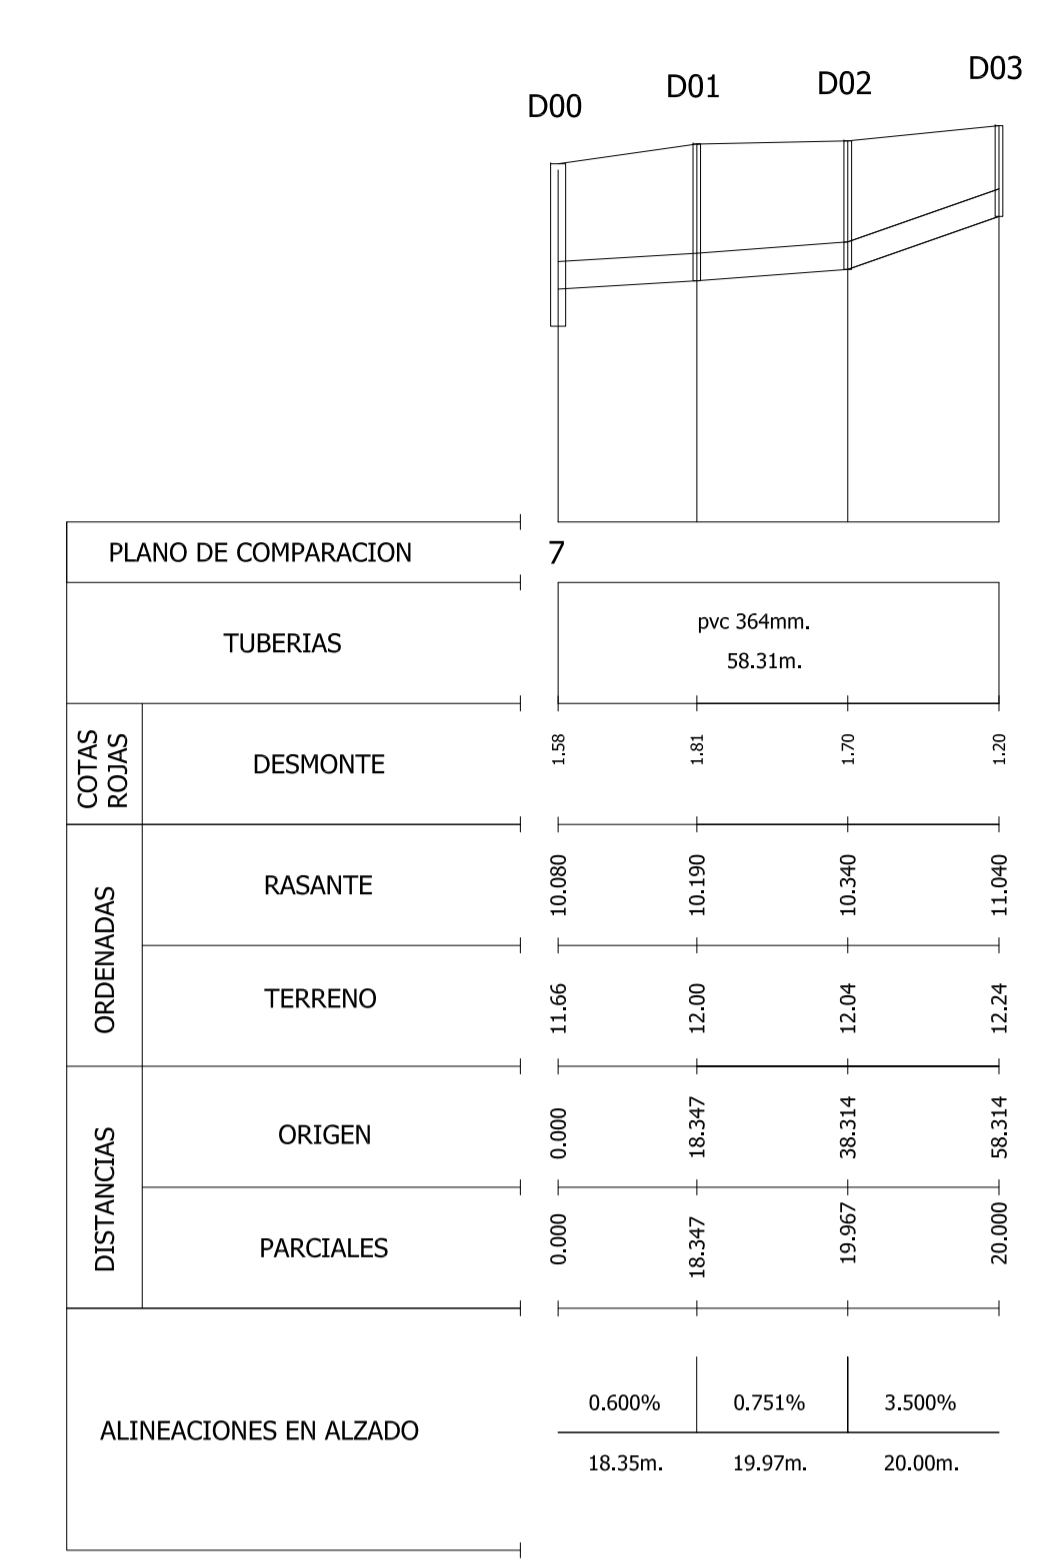 D00
D01
D02
D03
PLANO DE COMPARACION
7
TUBERIAS
pvc 364mm.
58.31m.
COTAS
ROJAS
DESMONTE
1.58
1.81
1.70
1.20
ORDENADAS
RASANTE
10.080
10.190
10.340
11.040
TERRENO
11.66
12.00
12.04
12.24
DISTANCIAS
ORIGEN
0.000
18.347
38.314
58.314
PARCIALES
0.000
18.347
19.967
20.000
ALINEACIONES EN ALZADO
0.600%
0.751%
3.500%
18.35m.
19.97m.
20.00m.